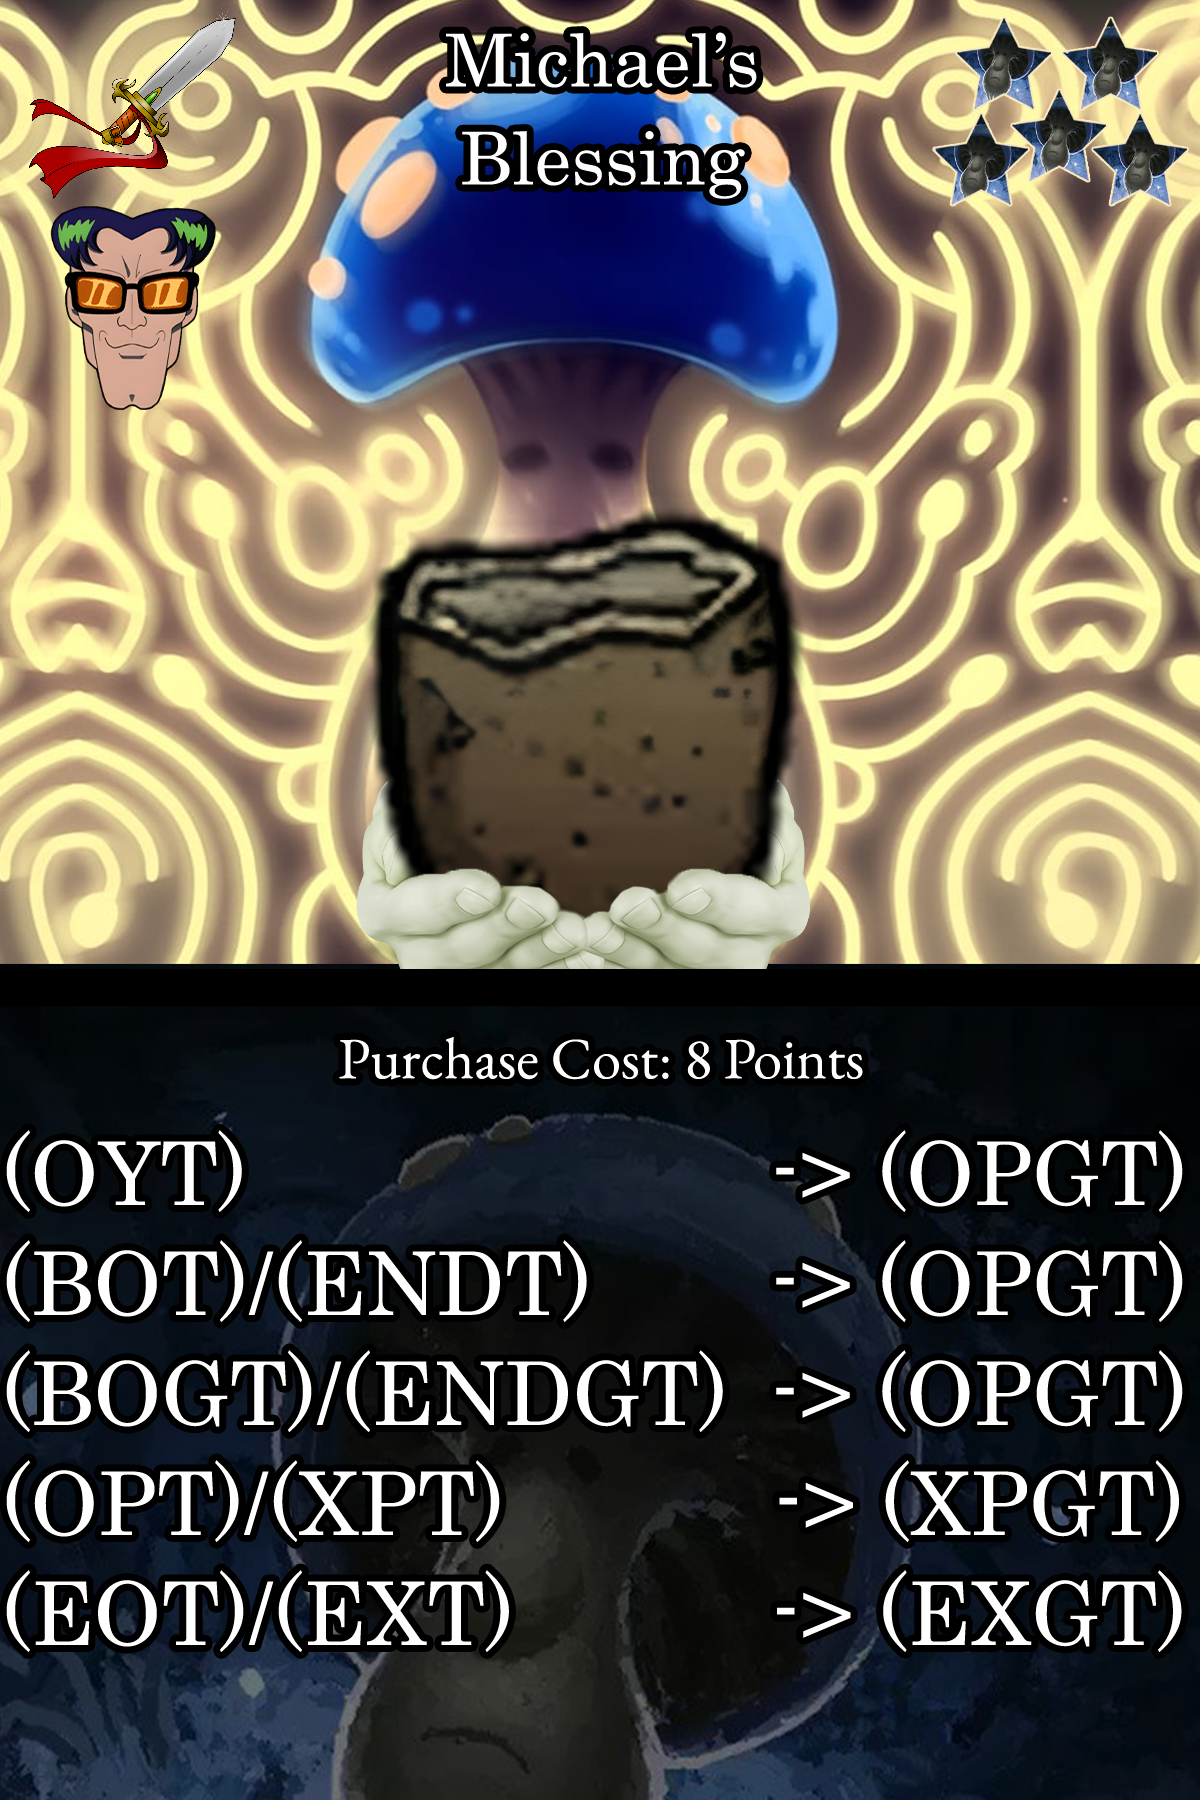 Michael's
Blessing
Purchase Cost: 8 Points
(OYT) -> (OPGT)
(BOT)/(ENDT) -> (OPGT)
(BOGT)/(ENDGT) -> (OPGT)
(OPT)/(XPT) -> (XPGT)
(EOT)/(EXT) -> (EXGT)